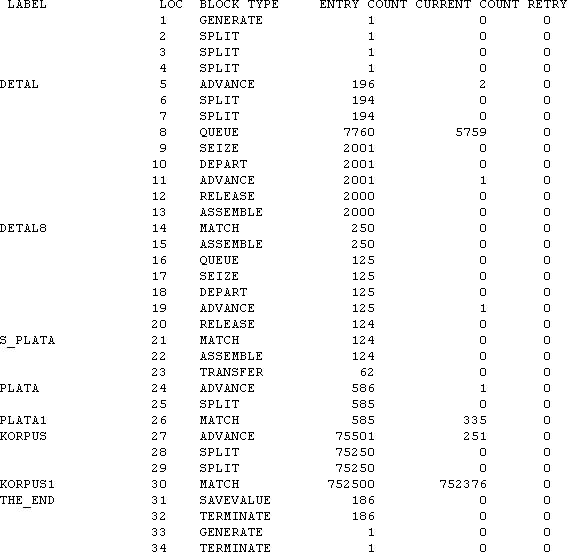 LABEL LOC BLOCK TYPE ENTRY COUNT CURRENT COUNT RETRY
1 GENERATE 1 0 0
2 SPLIT 1 0 0
3 SPLIT 1 0 0
4 SPLIT 1 0 0
DETAL 5 ADVANCE 196 2 0
6 SPLIT 194 0 0
7 SPLIT 194 0 0
8 QUEUE 7760 5759 0
9 SEIZE 2001 0 0
10 DEPART 2001 0 0
11 ADVANCE 2001 1 0
12 RELEASE 2000 0 0
13 ASSEMBLE 2000 0 0
DETAL8 14 MATCH 250 0 0
15 ASSEMBLE 250 0 0
16 QUEUE 125 0 0
17 SEIZE 125 0 0
18 DEPART 125 0 0
19 ADVANCE 125 1 0
20 RELEASE 124 0 0
S_PLATA 21 MATCH 124 0 0
22 ASSEMBLE 124 0 0
23 TRANSFER 62 0 0
PLATA 24 ADVANCE 586 1 0
25 SPLIT 585 0 0
PLATA1 26 MATCH 585 335 0
KORPUS 27 ADVANCE 75501 251 0
28 SPLIT 75250 0 0
29 SPLIT 75250 0 0
KORPUS1 30 MATCH 752500 752376 0
THE_END 31 SAVEVALUE 186 0 0
32 TERMINATE 186 0 0
33 GENERATE 1 0 0
34 TERMINATE 1 0 0